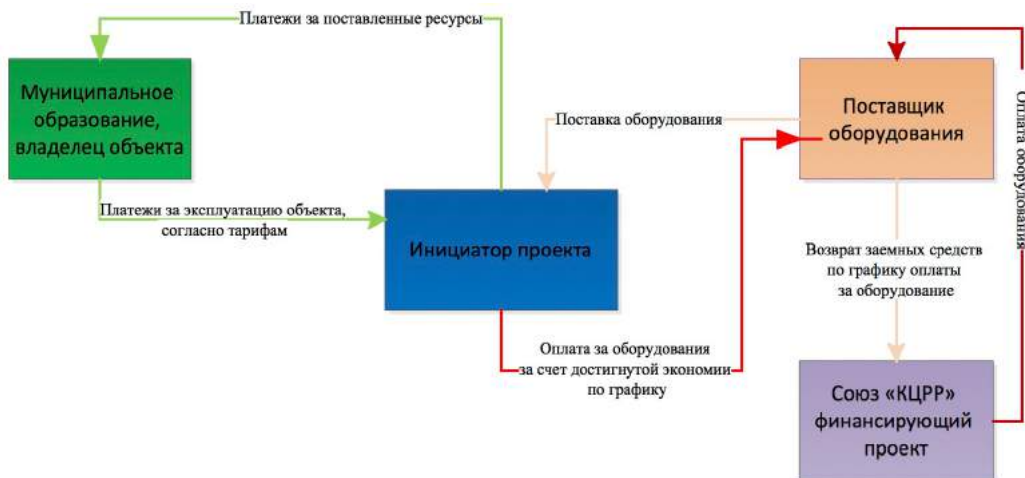 Платежи за поставленные ресурсы
Муниципальное
образование,
владелец объекта
Поставщик
оборудования
Поставка оборудования
Оплата оборудования
Платежи за эксплуатацию объекта,
согласно тарифам
Инициатор проекта
Возврат заемных средств
по графику оплаты
за оборудование
Оплата за оборудования
за счет достигнутой экономии
по графику
Союз «КЦРР»
финансирующий
проект